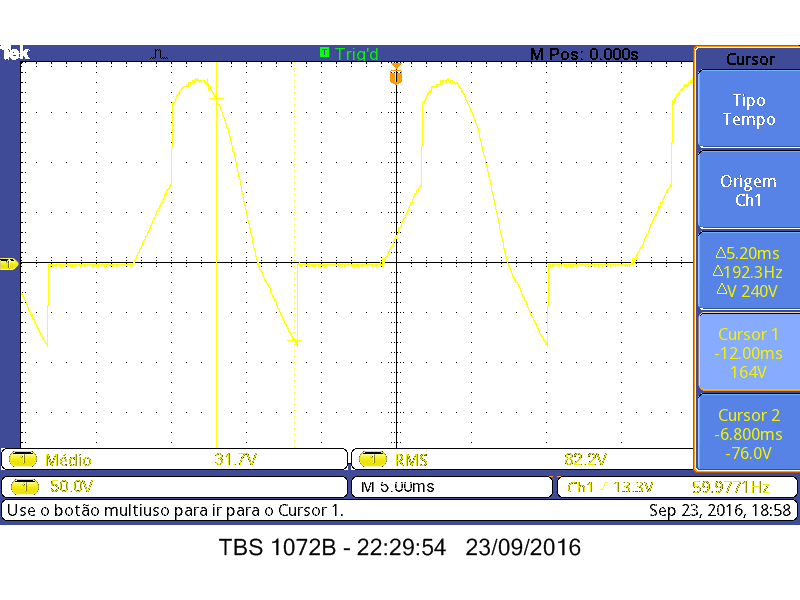 Tek T Trig'd M Pos: 0.000s Cursor
T
Tipo
Tempo
Origem
Ch1
Δ5.20ms
Δ192.3Hz
ΔV 240V
Cursor 1
-12.00ms
164V
Cursor 2
-6.800ms
-76.0V
1 Médio 31.7V 1 RMS 82.2V
1 50.0V M 5.00ms Ch1 / 13.3V 59.9771Hz
Use o botão multiuso para ir para o Cursor 1. Sep 23, 2016, 18:58
TBS 1072B - 22:29:54 23/09/2016